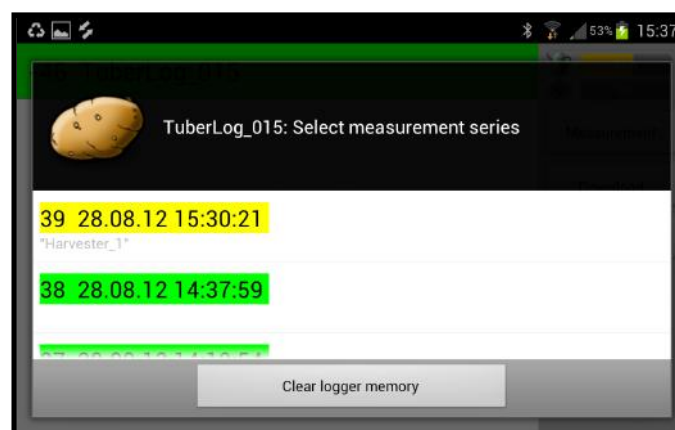 53% 15:37
TuberLog_015
TuberLog_015: Select measurement series
39 28.08.12 15:30:21
"Harvester_1"
38 28.08.12 14:37:59
Clear logger memory